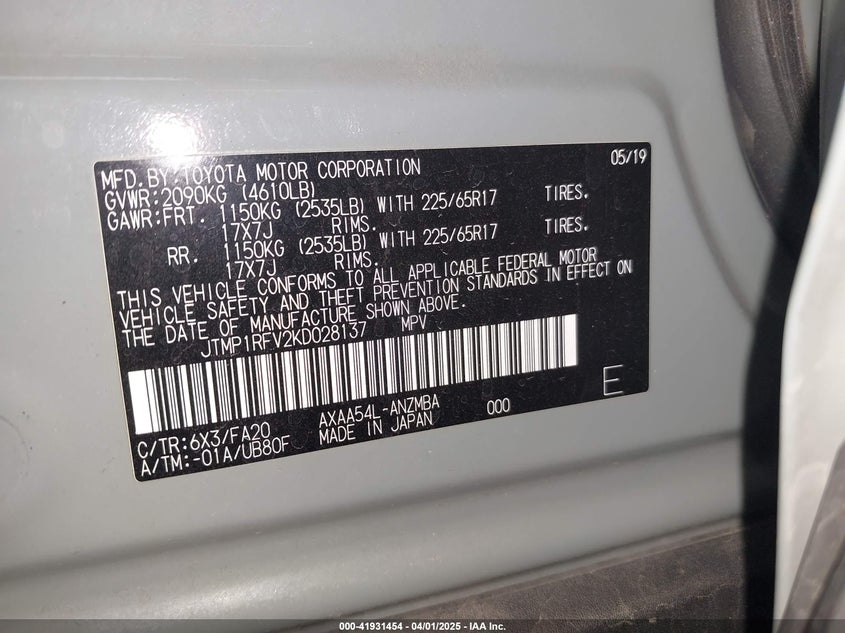 MFD.BY:TOYOTA MOTOR CORPORATION 05/19
GVWR:2090KG (4610LB)
GAWR:FRT. 1150KG (2535LB) WITH 225/65R17 TIRES.
17X7J RIMS.
RR. 1150KG (2535LB) WITH 225/65R17 TIRES.
17X7J RIMS.
THIS VEHICLE CONFORMS TO ALL APPLICABLE FEDERAL MOTOR
VEHICLE SAFETY AND THEFT PREVENTION STANDARDS IN EFFECT ON
THE DATE OF MANUFACTURE SHOWN ABOVE.
JTMP1RFV2KD028137 MPV
C/TR:6X3/FA20 AXAA54L-ANZMBA 000 E
A/TM:-01A/UB80F MADE IN JAPAN
000-41931454 - 04/01/2025 - IAA Inc.